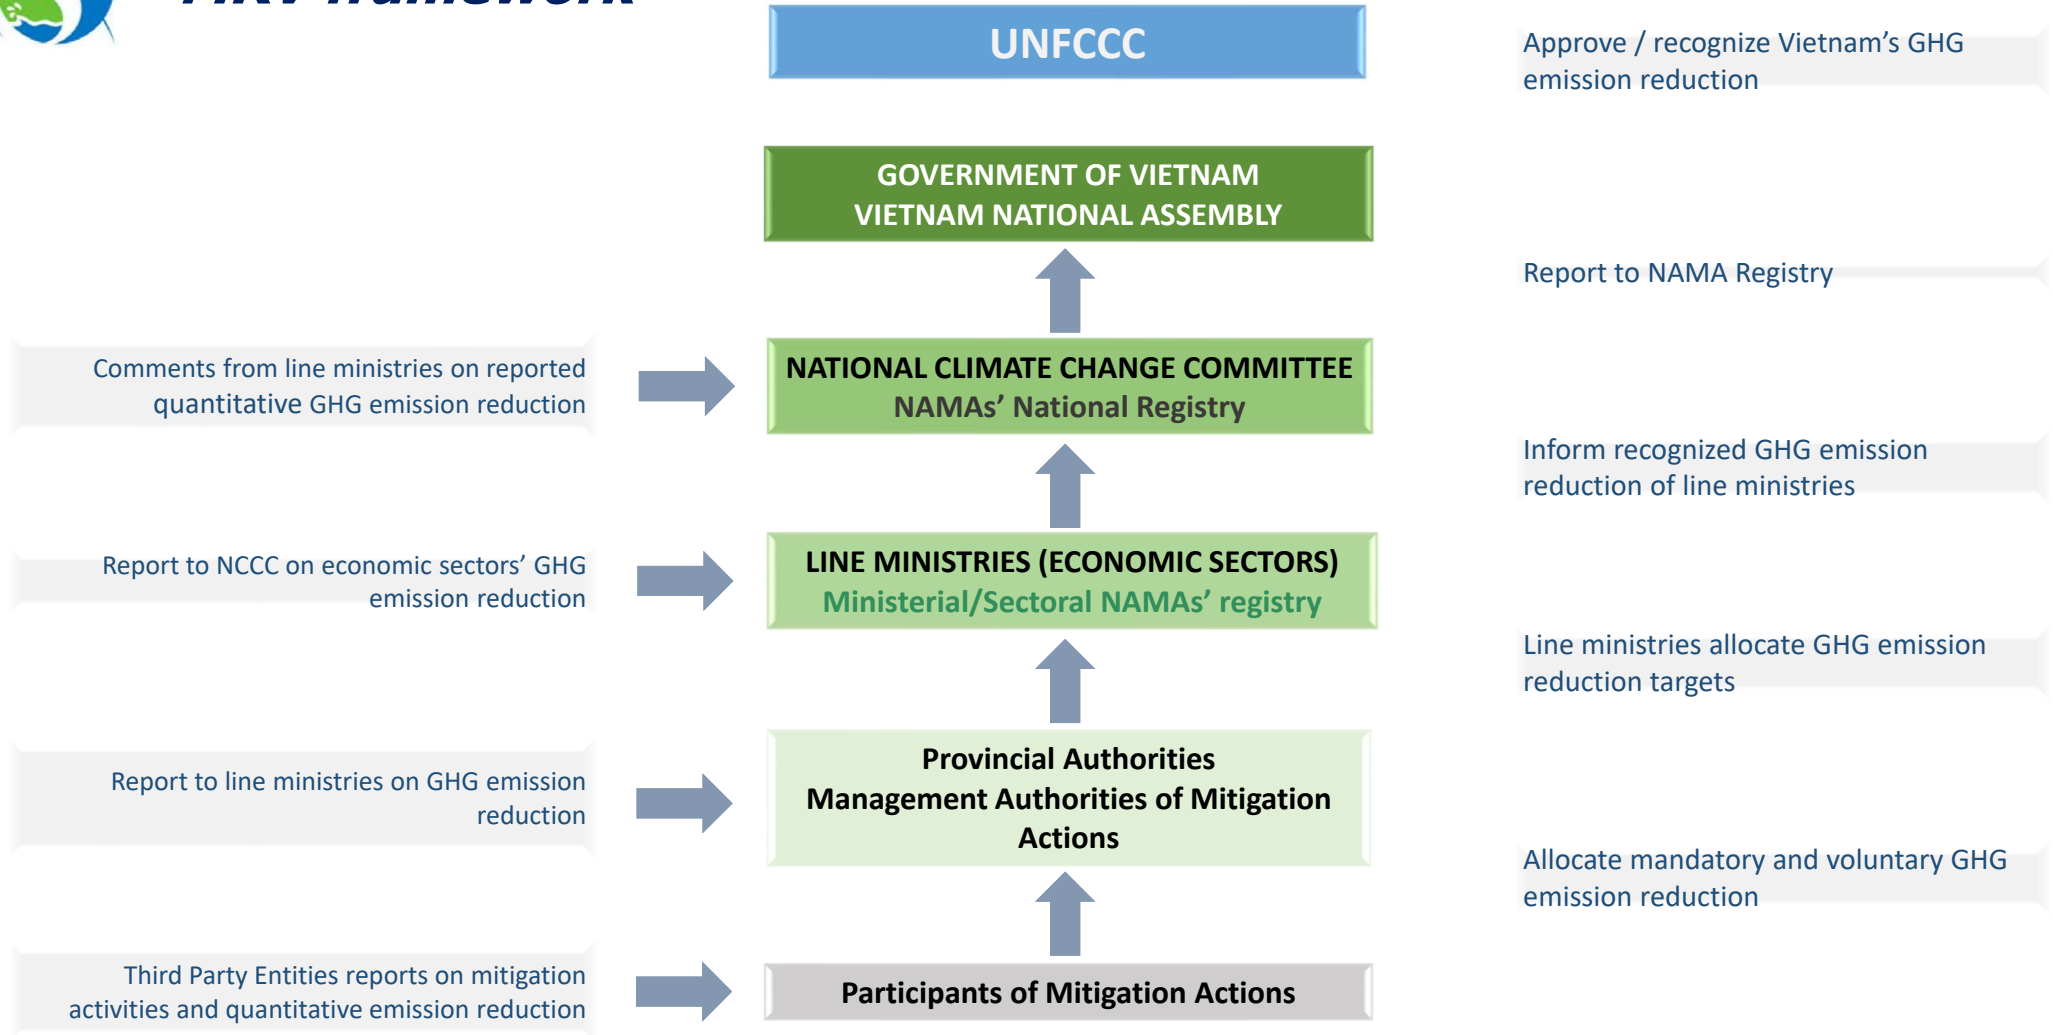 MRV framework
UNFCCC
Approve / recognize Vietnam's GHG
emission reduction
GOVERNMENT OF VIETNAM
VIETNAM NATIONAL ASSEMBLY
Report to NAMA Registry
Comments from line ministries on reported
quantitative GHG emission reduction
NATIONAL CLIMATE CHANGE COMMITTEE
NAMAs' National Registry
Inform recognized GHG emission
reduction of line ministries
Report to NCCC on economic sectors' GHG
emission reduction
LINE MINISTRIES (ECONOMIC SECTORS)
Ministerial/Sectoral NAMAs' registry
Line ministries allocate GHG emission
reduction targets
Report to line ministries on GHG emission
reduction
Provincial Authorities
Management Authorities of Mitigation
Actions
Allocate mandatory and voluntary GHG
emission reduction
Third Party Entities reports on mitigation
activities and quantitative emission reduction
Participants of Mitigation Actions